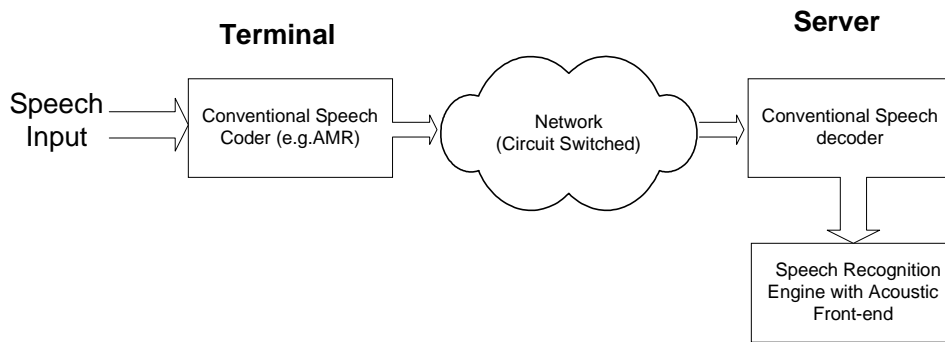 Terminal
Server
Speech
Input
Conventional Speech
Coder (e.g.AMR)
Network
(Circuit Switched)
Conventional Speech
decoder
Speech Recognition
Engine with Acoustic
Front-end